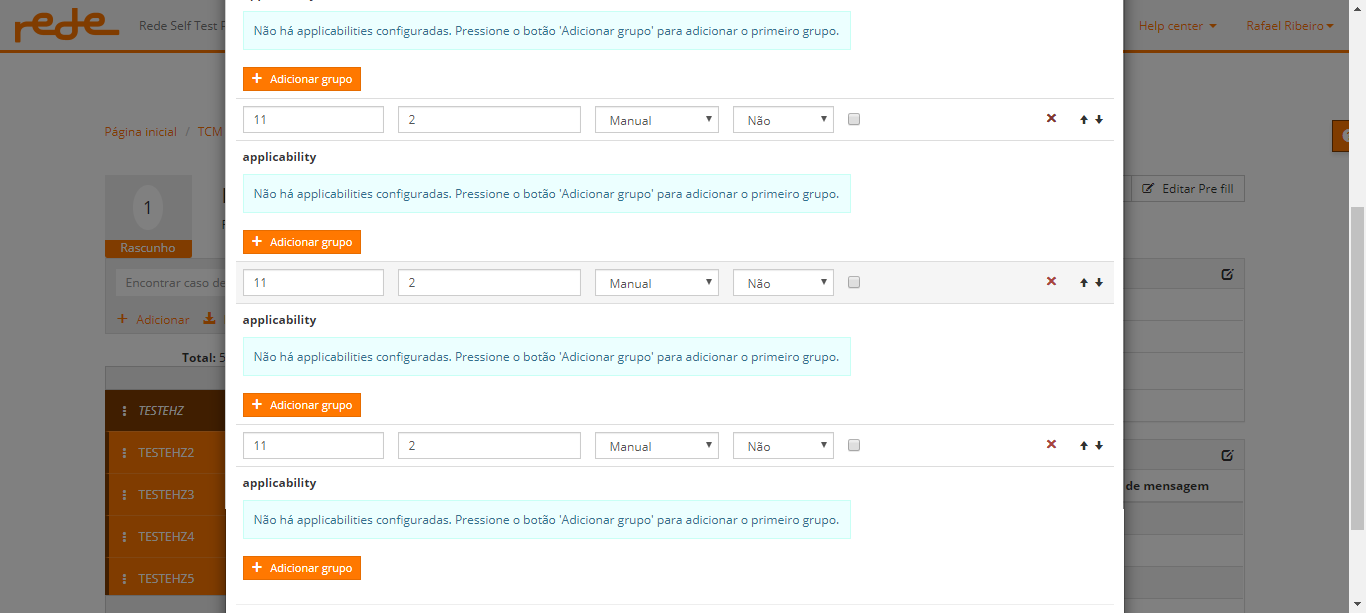 rede
Rede Self Test
Help center
Rafael Ribeiro
Não há applicabilities configuradas. Pressione o botão 'Adicionar grupo' para adicionar o primeiro grupo.
+ Adicionar grupo
11 2 Manual Não
Página inicial / TCM
applicability
Não há applicabilities configuradas. Pressione o botão 'Adicionar grupo' para adicionar o primeiro grupo.
Editar Pre fill
1
Rascunho
+ Adicionar grupo
11 2 Manual Não
Encontrar caso de
+ Adicionar
applicability
Não há applicabilities configuradas. Pressione o botão 'Adicionar grupo' para adicionar o primeiro grupo.
Total: 5
+ Adicionar grupo
TESTEHZ
11 2 Manual Não
TESTEHZ2
applicability
de mensagem
TESTEHZ3
Não há applicabilities configuradas. Pressione o botão 'Adicionar grupo' para adicionar o primeiro grupo.
TESTEHZ4
+ Adicionar grupo
TESTEHZ5